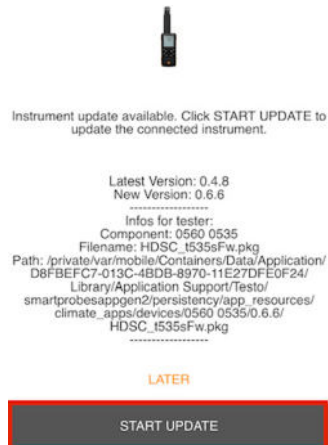 Instrument update available. Click START UPDATE to
update the connected instrument.
Latest Version: 0.4.8
New Version: 0.6.6
------------------
Infos for tester:
Component: 0560 0535
Filename: HDSC_t535sFw.pkg
Path: /private/var/mobile/Containers/Data/Application/
D8FBEFC7-013C-4BDB-8970-11E27DFE0F24/
Library/Application Support/Testo/
smartprobesappgen2/persistency/app_resources/
climate_apps/devices/0560 0535/0.6.6/
HDSC_t535sFw.pkg
------------------
LATER
START UPDATE